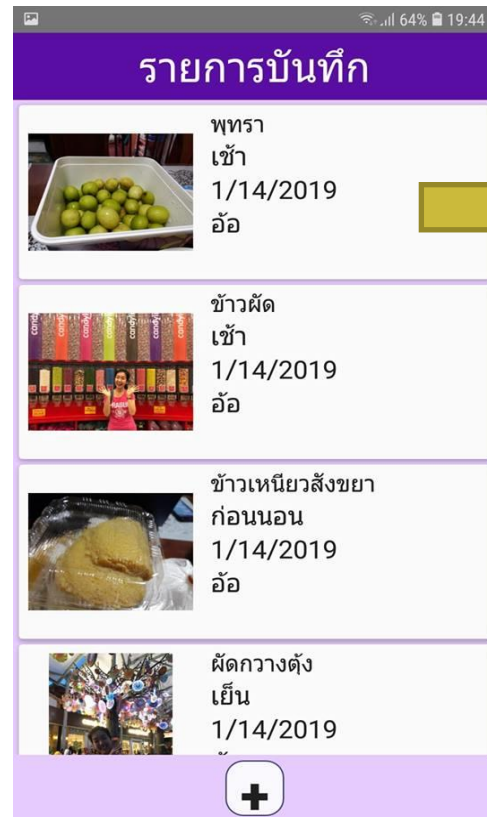 64% 19:44
รายการบันทึก
พุทรา
เช้า
1/14/2019
อ้อ
ข้าวผัด
เช้า
1/14/2019
อ้อ
ข้าวเหนียวสังขยา
ก่อนนอน
1/14/2019
อ้อ
ผัดกวางตุ้ง
เย็น
1/14/2019
+